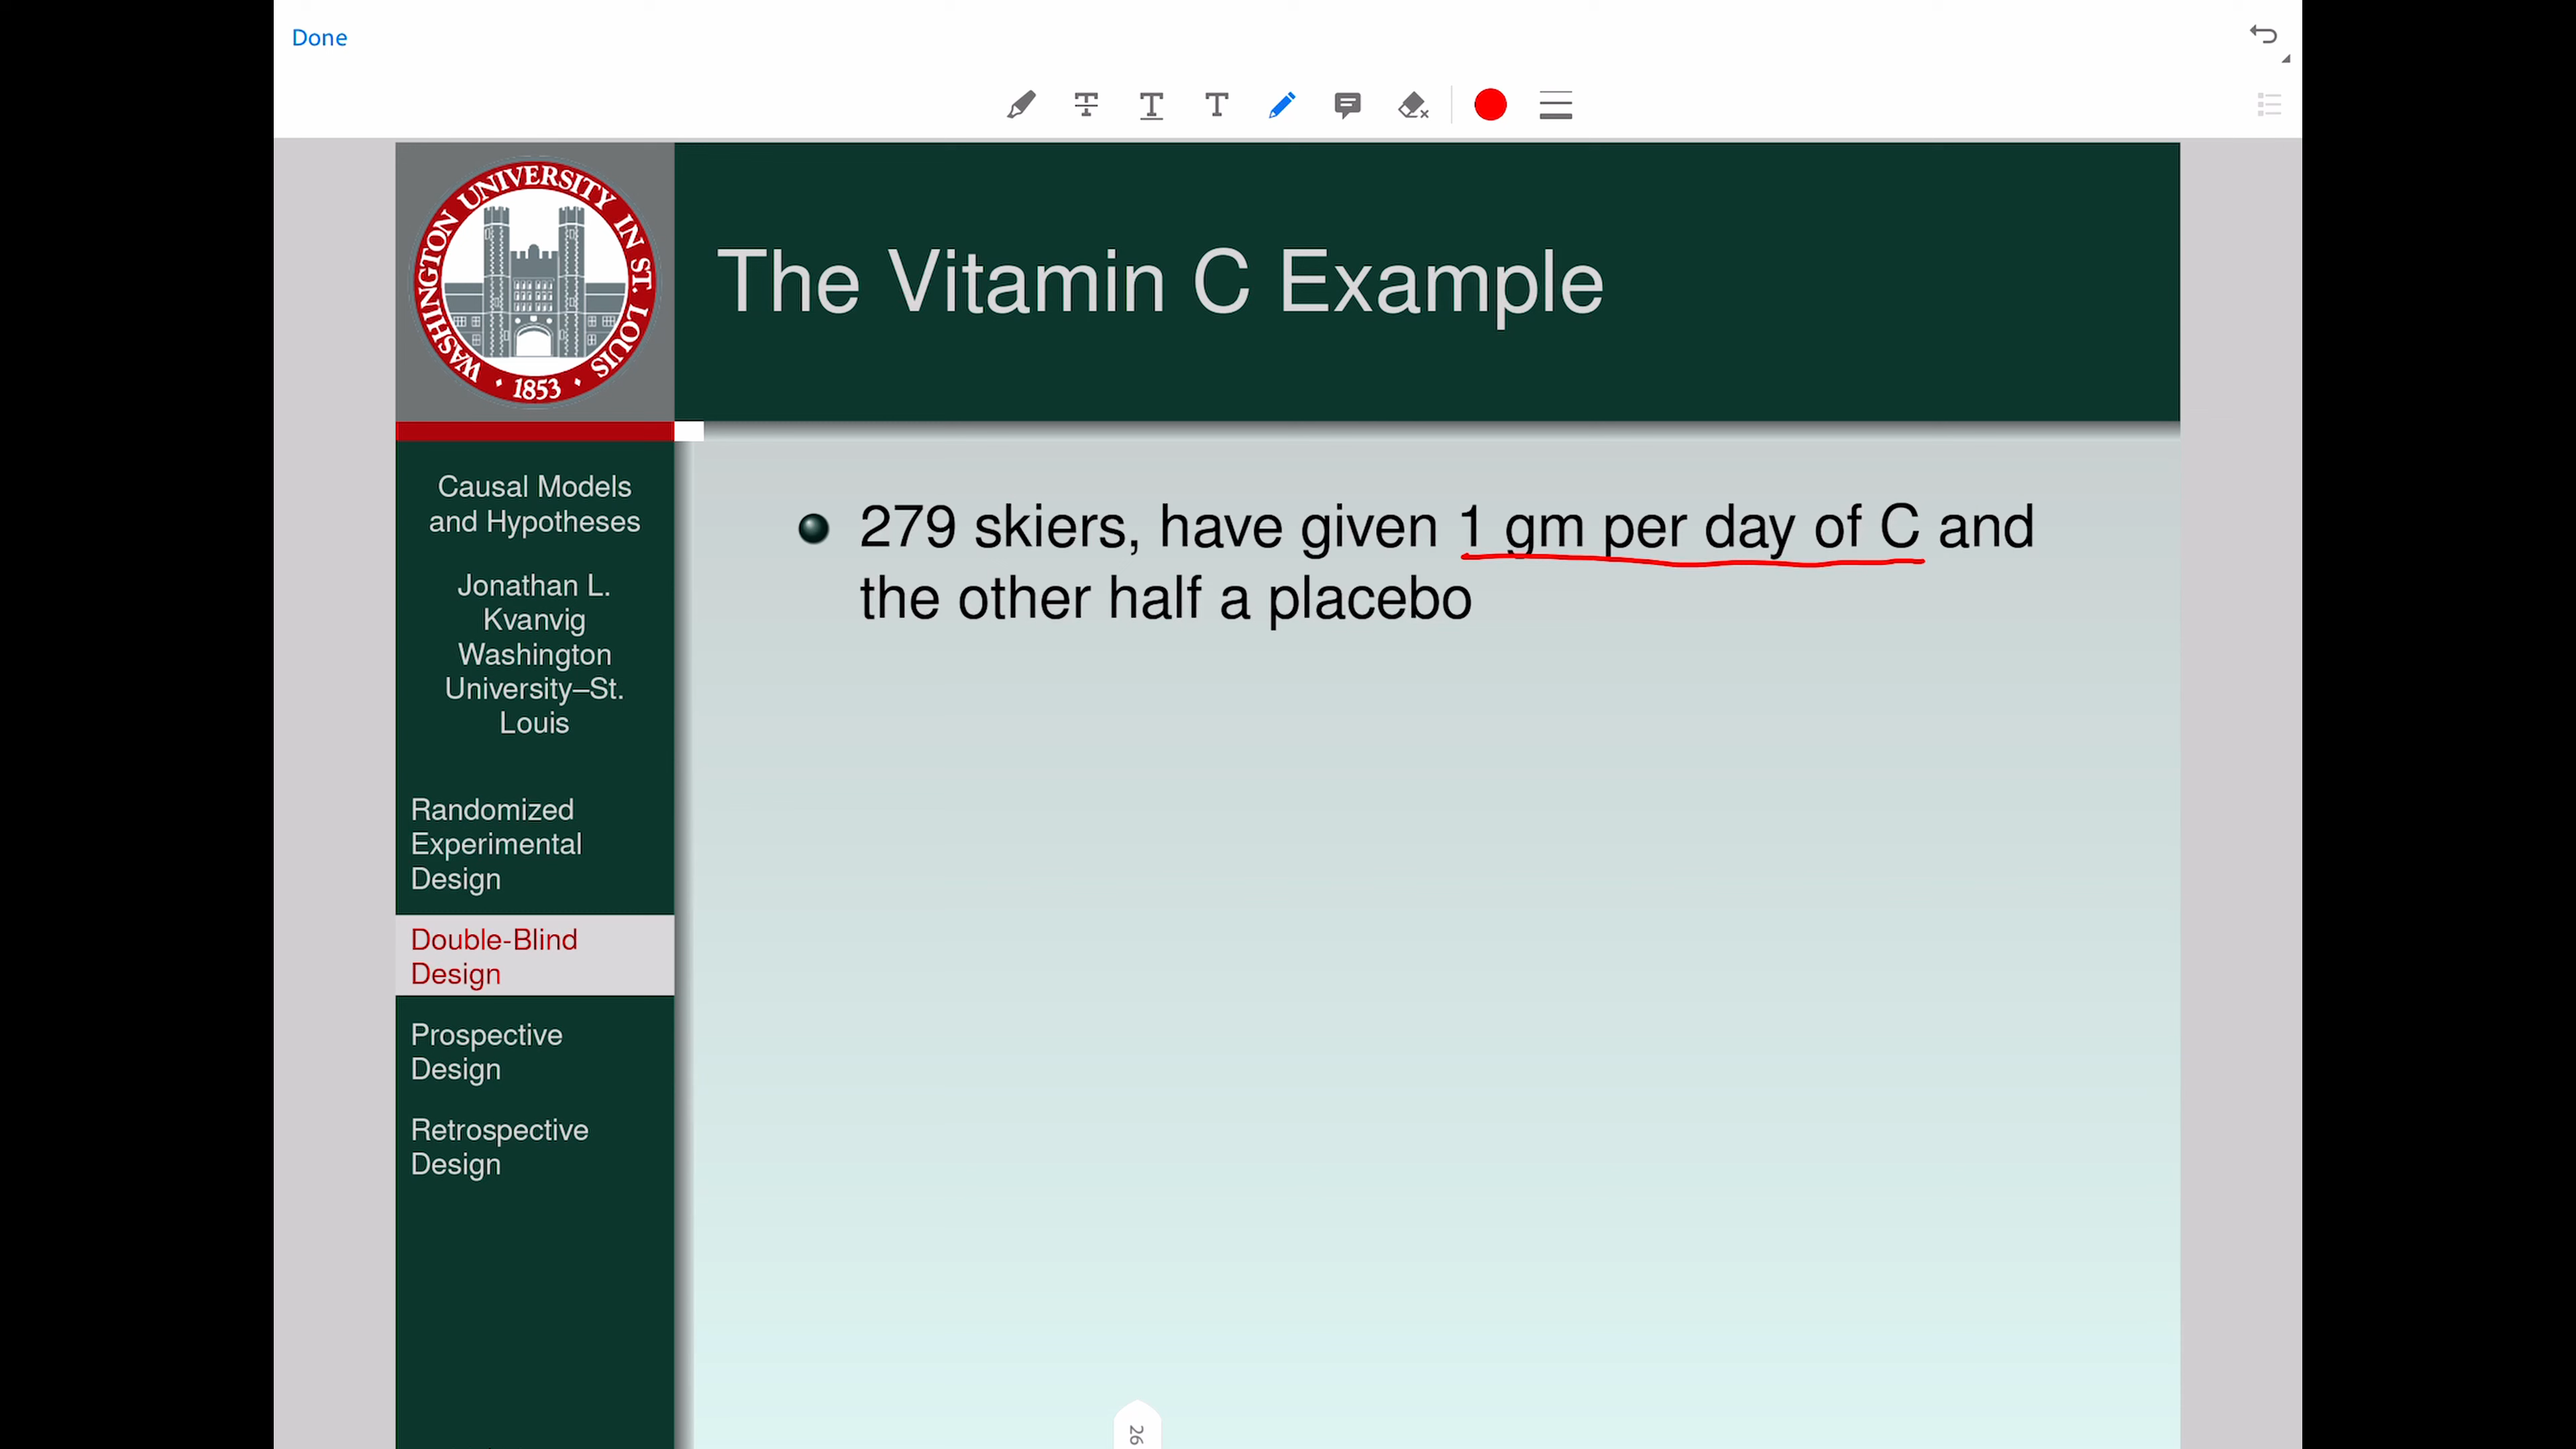 Done
WASHINGTON UNIVERSITY IN ST. LOUIS
1853
The Vitamin C Example
Causal Models
and Hypotheses
Jonathan L.
Kvanvig
Washington
University–St.
Louis
Randomized
Experimental
Design
Double-Blind
Design
Prospective
Design
Retrospective
Design
279 skiers, have given 1 gm per day of C and
the other half a placebo
26